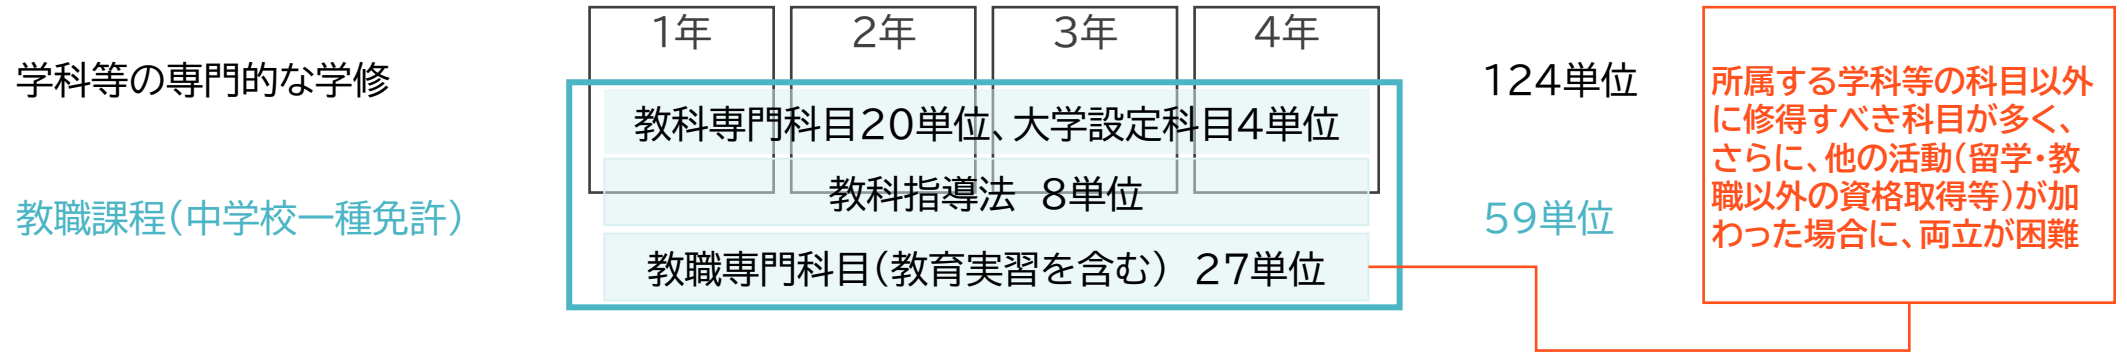 1年
2年
3年
4年
学科等の専門的な学修
124単位
教科専門科目20単位、大学設定科目4単位
教科指導法 8単位
教職課程(中学校一種免許)
59単位
教職専門科目(教育実習を含む) 27単位
所属する学科等の科目以外
に修得すべき科目が多く、
さらに、他の活動(留学・教
職以外の資格取得等)が加
わった場合に、両立が困難